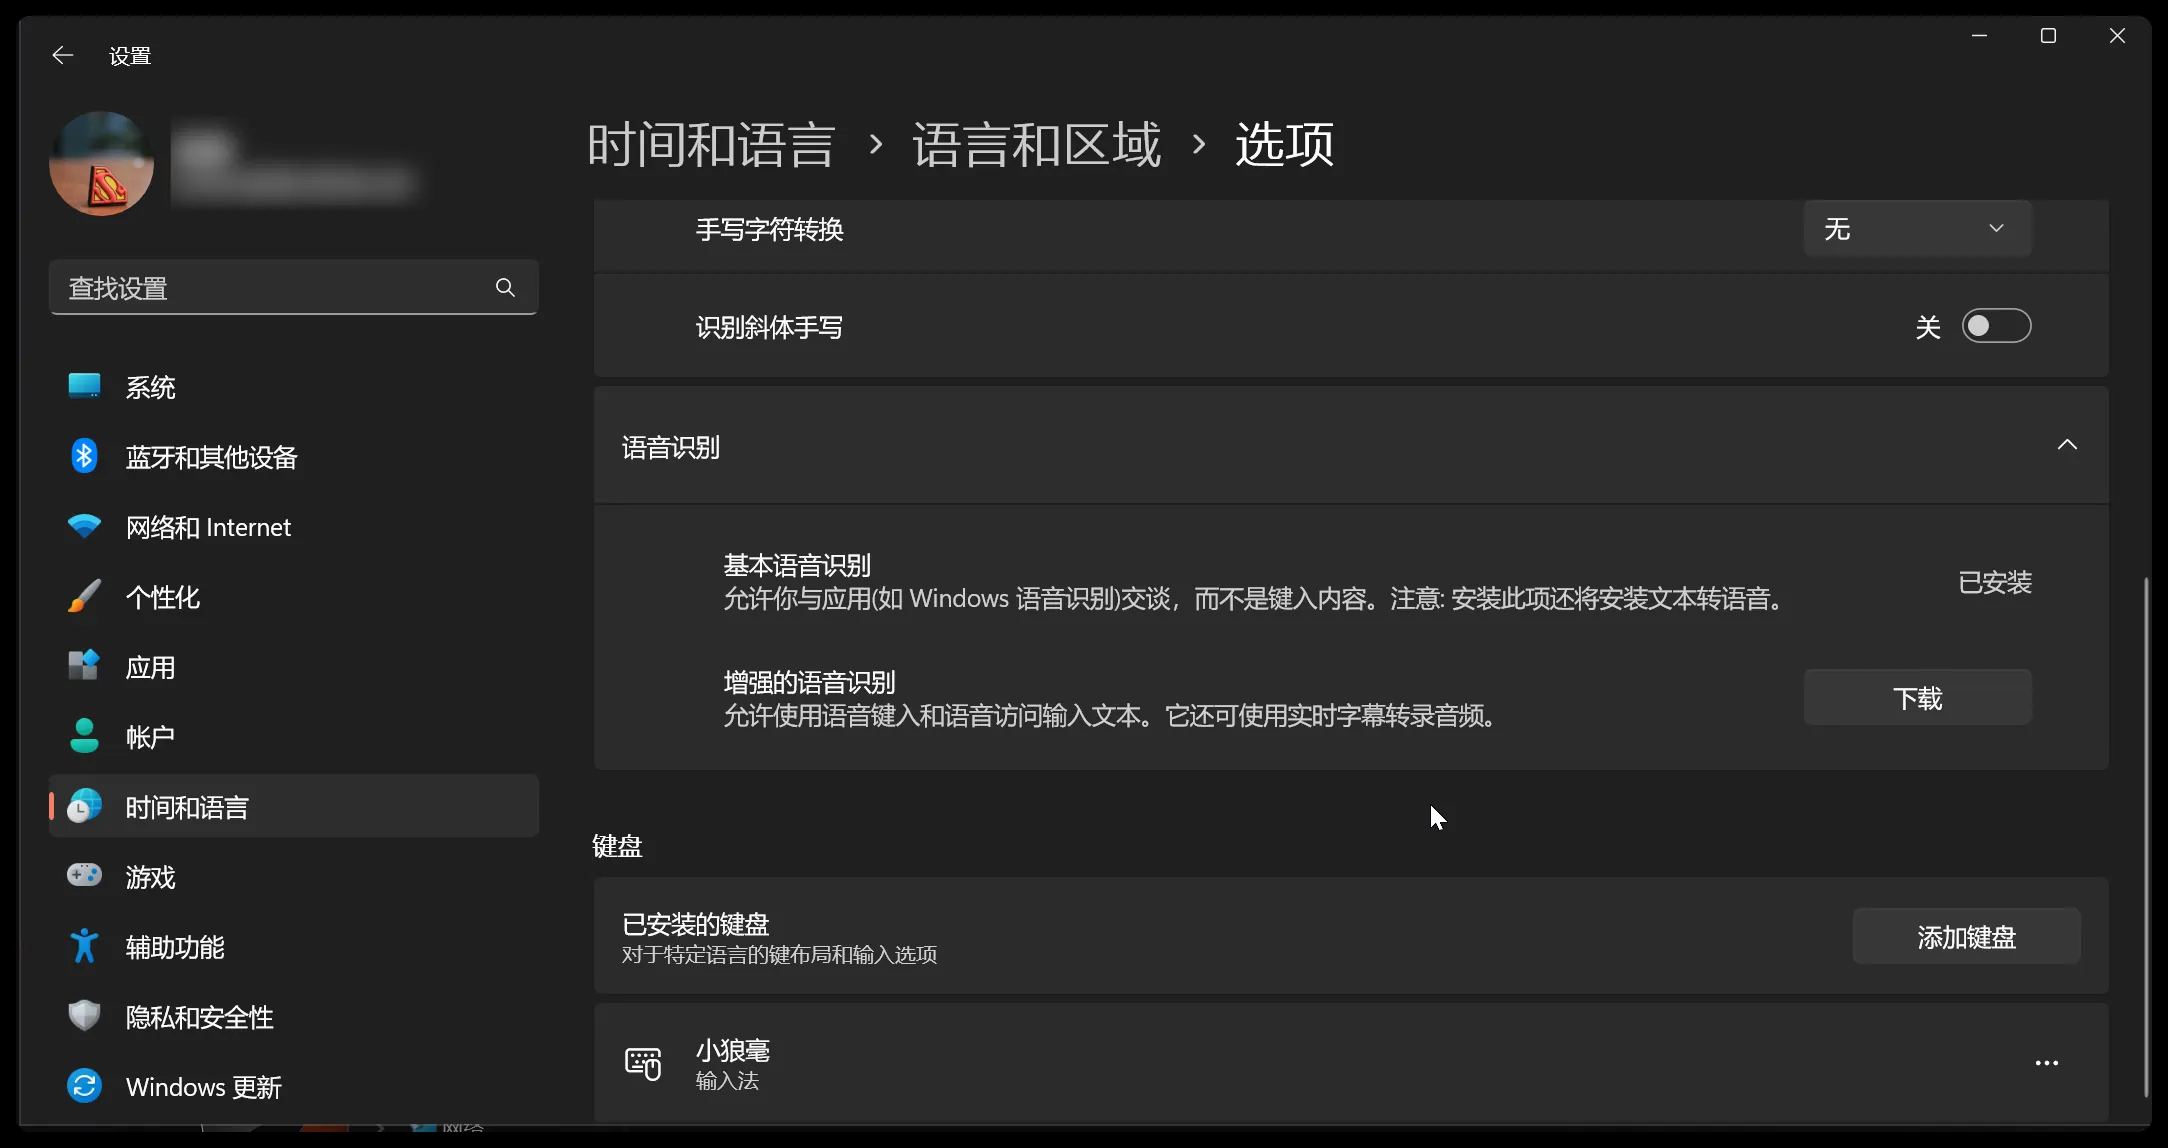 设置
查找设置
系统
蓝牙和其他设备
网络和 Internet
个性化
应用
帐户
时间和语言
游戏
辅助功能
隐私和安全性
Windows 更新
时间和语言 › 语言和区域 › 选项
手写字符转换
无
识别斜体手写
关
语音识别
基本语音识别
允许你与应用(如 Windows 语音识别)交谈，而不是键入内容。注意: 安装此项还将安装文本转语音。
已安装
增强的语音识别
允许使用语音键入和语音访问输入文本。它还可使用实时字幕转录音频。
下载
键盘
已安装的键盘
对于特定语言的键布局和输入选项
添加键盘
小狼毫
输入法
网络